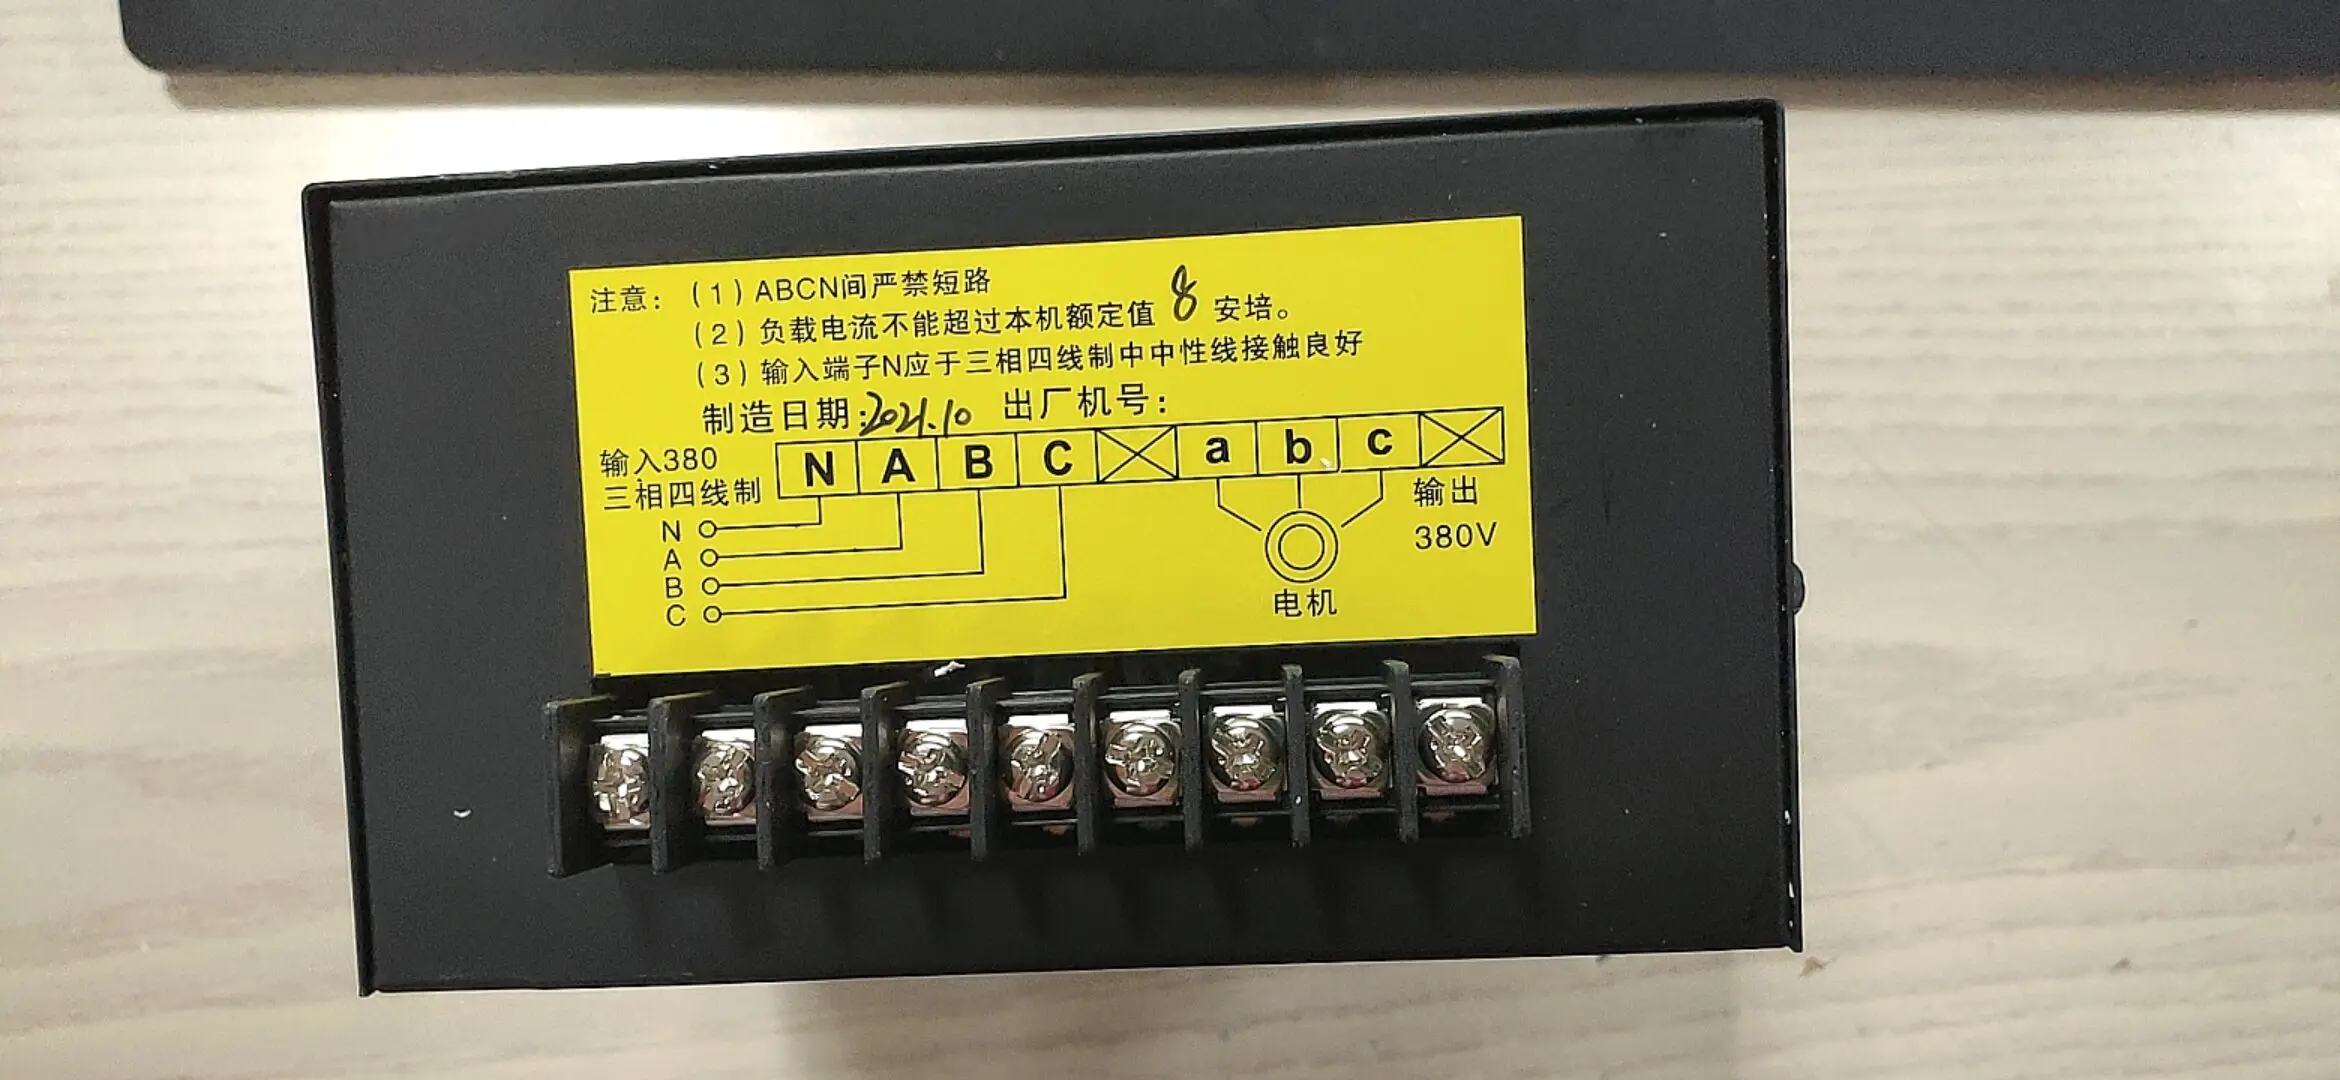 注意：（1）ABCN间严禁短路
（2）负载电流不能超过本机额定值 8 安培。
（3）输入端子N应于三相四线制中中性线接触良好
制造日期:2021.10 出厂机号：
输入380
三相四线制
N A B C a b c
N
A
B
C
输出
380V
电机